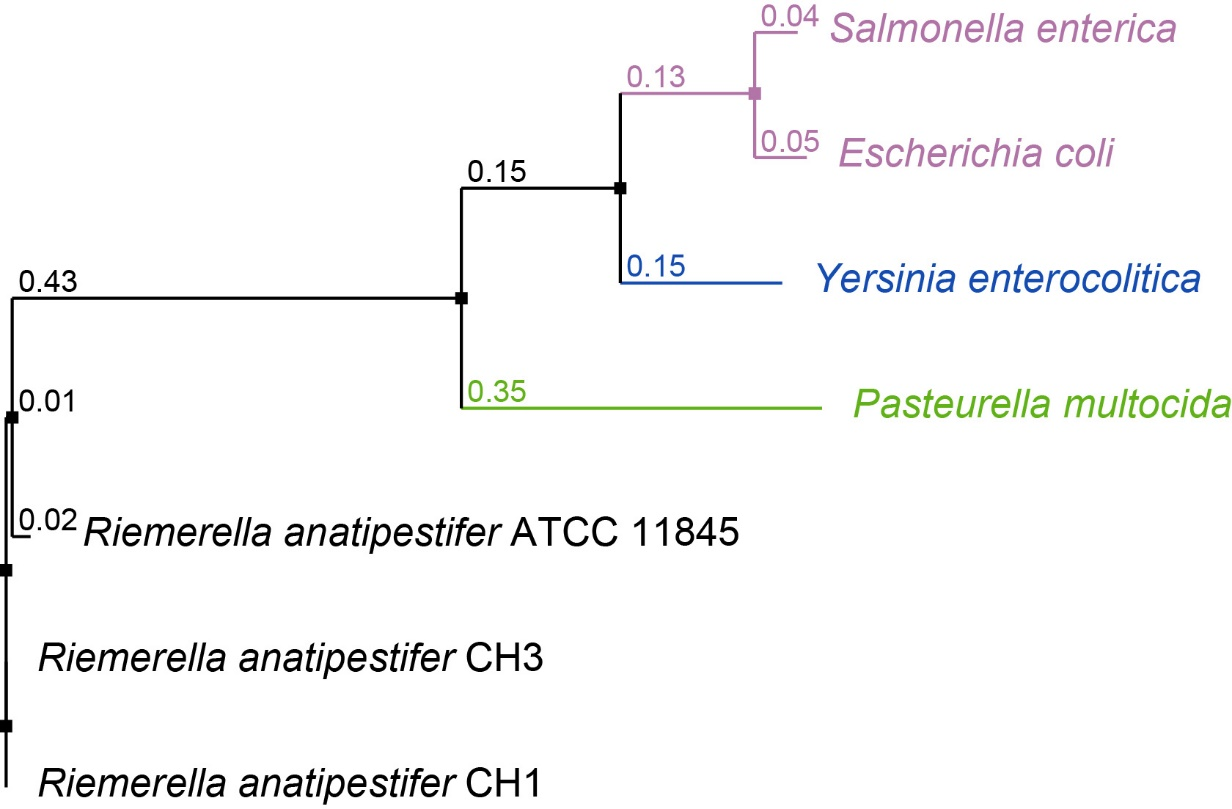 0.04 Salmonella enterica
0.13
0.05 Escherichia coli
0.15
0.15 Yersinia enterocolitica
0.43
0.35 Pasteurella multocida
0.01
0.02 Riemerella anatipestifer ATCC 11845
Riemerella anatipestifer CH3
Riemerella anatipestifer CH1